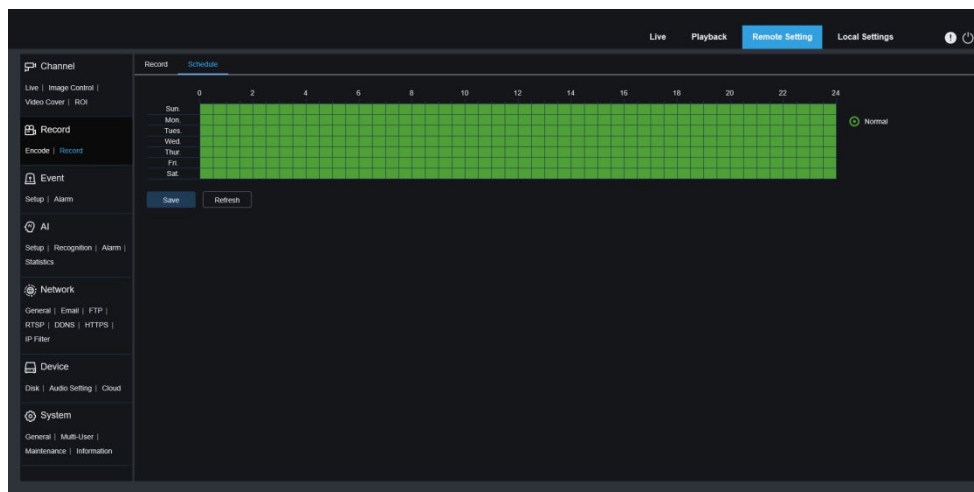 Live Playback Remote Setting Local Settings
Channel
Live | Image Control |
Video Cover | ROI
Record
Encode | Record
Event
Setup | Alarm
AI
Setup | Recognition | Alarm |
Statistics
Network
General | Email | FTP |
RTSP | DDNS | HTTPS |
IP Filter
Device
Disk | Audio Setting | Cloud
System
General | Multi-User |
Maintenance | Information
Record Schedule
0 2 4 6 8 10 12 14 16 18 20 22 24
Sun.
Mon.
Tues.
Wed.
Thur.
Fri.
Sat.
Normal
Save Refresh